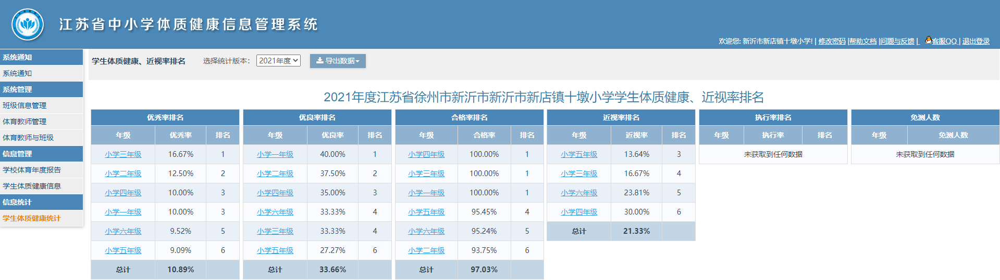 江苏省中小学体质健康信息管理系统
欢迎您: 新沂市新店镇十墩小学! | 修改密码 |帮助文档 |问题与反馈 | 客服QQ | 退出登录
系统通知
系统通知
系统管理
班级信息管理
体育教师管理
体育教师与班级
信息管理
学校体育年度报告
学生体质健康信息
信息统计
学生体质健康统计
学生体质健康、近视率排名 选择统计版本: 2021年度 导出数据
2021年度江苏省徐州市新沂市新沂市新店镇十墩小学学生体质健康、近视率排名
优秀率排名
年级 优秀率 排名
小学三年级 16.67% 1
小学二年级 12.50% 2
小学四年级 10.00% 3
小学一年级 10.00% 3
小学六年级 9.52% 5
小学五年级 9.09% 6
总计 10.89%
优良率排名
年级 优良率 排名
小学一年级 40.00% 1
小学二年级 37.50% 2
小学四年级 35.00% 3
小学六年级 33.33% 4
小学三年级 33.33% 4
小学五年级 27.27% 6
总计 33.66%
合格率排名
年级 合格率 排名
小学四年级 100.00% 1
小学三年级 100.00% 1
小学一年级 100.00% 1
小学五年级 95.45% 4
小学六年级 95.24% 5
小学二年级 93.75% 6
总计 97.03%
近视率排名
年级 近视率 排名
小学五年级 13.64% 3
小学三年级 16.67% 4
小学六年级 23.81% 5
小学四年级 30.00% 6
总计 21.33%
执行率排名
年级 执行率 排名
未获取到任何数据
免测人数
年级 免测人数
未获取到任何数据